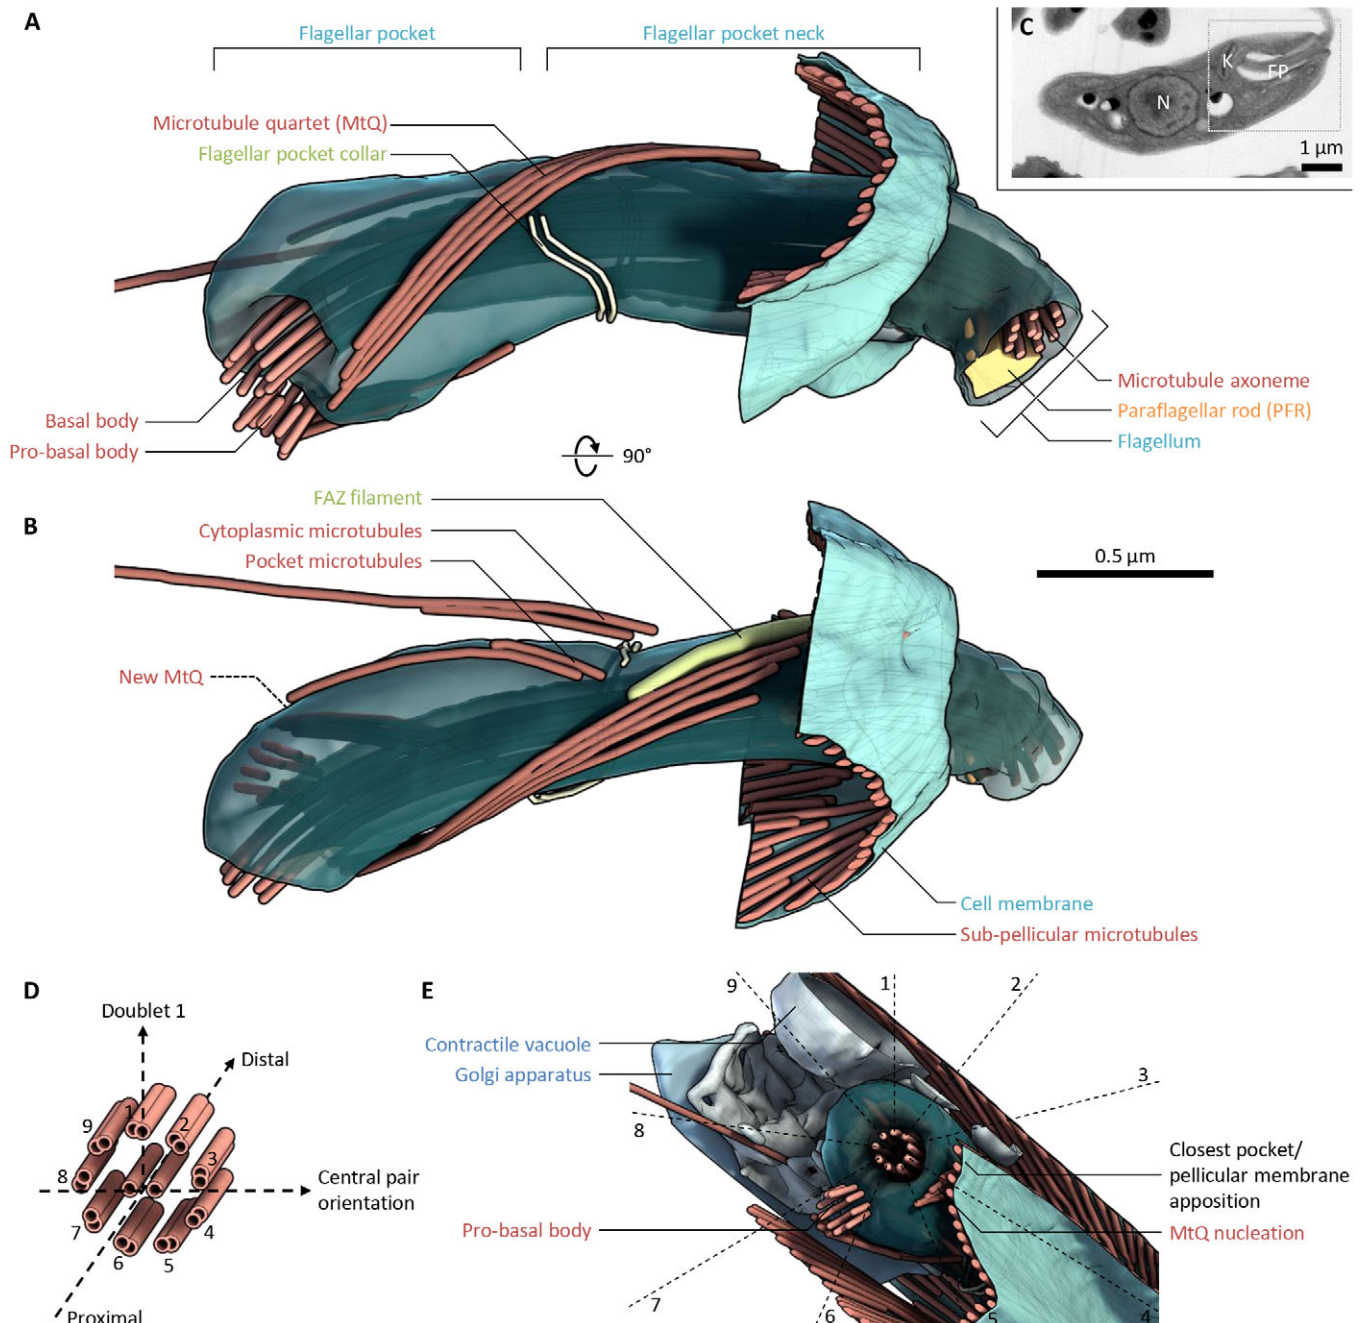 A
Flagellar pocket
Flagellar pocket neck
Microtubule quartet (MtQ)
Flagellar pocket collar
Basal body
Pro-basal body
Microtubule axoneme
Paraflagellar rod (PFR)
Flagellum
90°
C
K
FP
N
1 µm
B
FAZ filament
Cytoplasmic microtubules
Pocket microtubules
New MtQ
0.5 µm
Cell membrane
Sub-pellicular microtubules
D
Doublet 1
Distal
1
2
3
4
5
6
7
8
9
Central pair
orientation
Proximal
E
9
1
2
3
Contractile vacuole
Golgi apparatus
8
Closest pocket/
pellicular membrane
apposition
Pro-basal body
MtQ nucleation
7
6
5
4